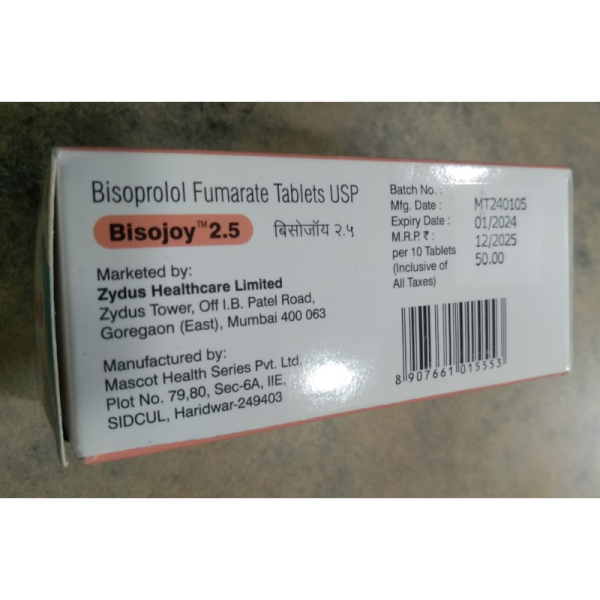 Bisoprolol Fumarate Tablets USP
Bisojoy™ 2.5 बिसोजॉय २.५
Marketed by:
Zydus Healthcare Limited
Zydus Tower, Off I.B. Patel Road,
Goregaon (East), Mumbai 400 063
Manufactured by:
Mascot Health Series Pvt. Ltd.
Plot No. 79,80, Sec-6A, IIE,
SIDCUL, Haridwar-249403
Batch No. : MT240105
Mfg. Date : 01/2024
Expiry Date : 12/2025
M.R.P. ₹ : 50.00
per 10 Tablets
(Inclusive of
All Taxes)
8 907661 015553